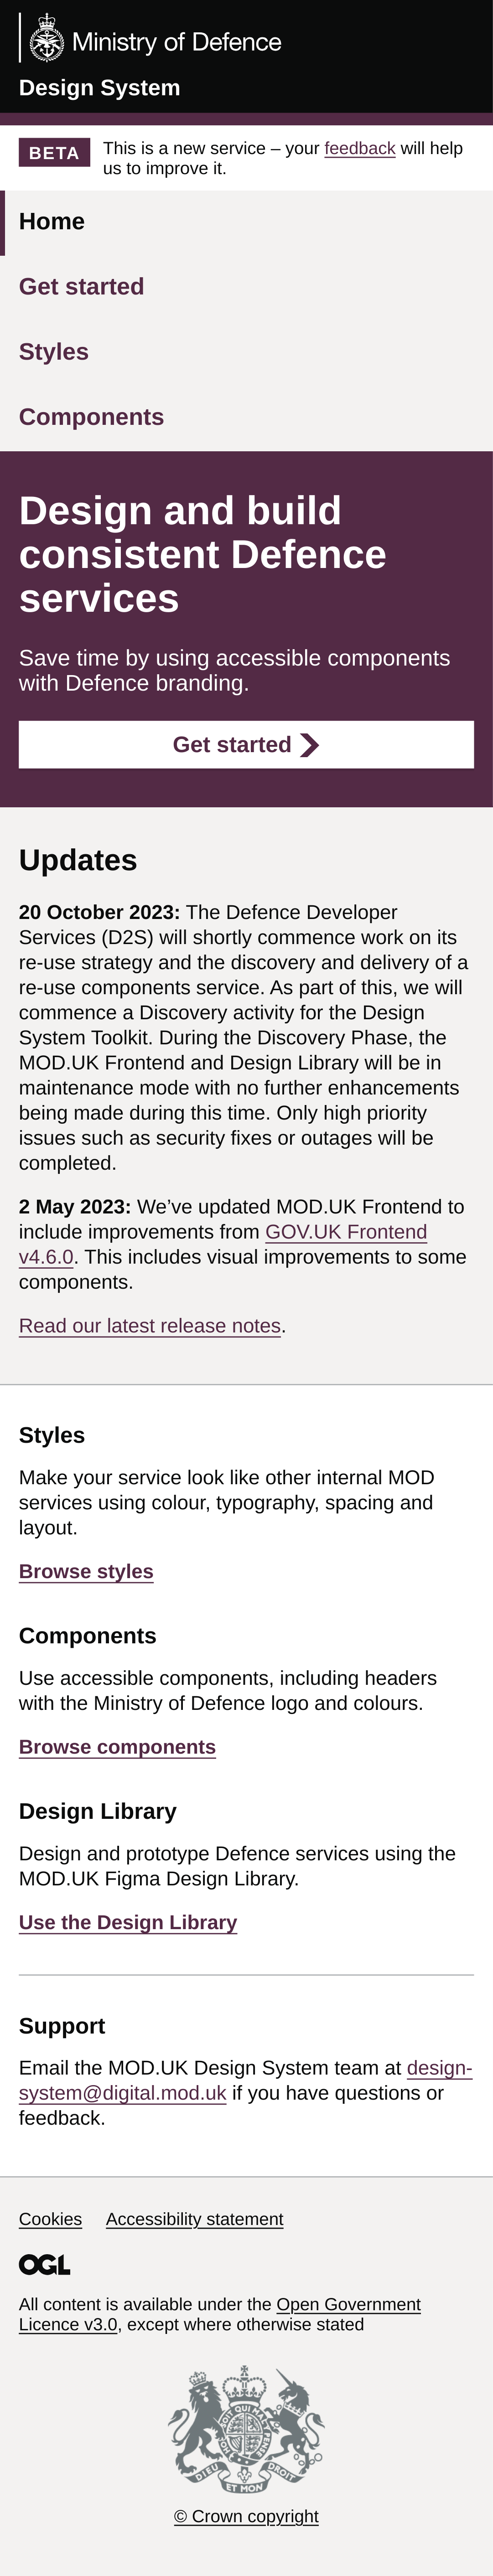 Ministry of Defence
Design System
BETA
This is a new service – your feedback will help
us to improve it.
Home
Get started
Styles
Components
Design and build
consistent Defence
services
Save time by using accessible components
with Defence branding.
Get started
Updates
20 October 2023: The Defence Developer
Services (D2S) will shortly commence work on its
re-use strategy and the discovery and delivery of a
re-use components service. As part of this, we will
commence a Discovery activity for the Design
System Toolkit. During the Discovery Phase, the
MOD.UK Frontend and Design Library will be in
maintenance mode with no further enhancements
being made during this time. Only high priority
issues such as security fixes or outages will be
completed.
2 May 2023: We’ve updated MOD.UK Frontend to
include improvements from GOV.UK Frontend
v4.6.0. This includes visual improvements to some
components.
Read our latest release notes.
Styles
Make your service look like other internal MOD
services using colour, typography, spacing and
layout.
Browse styles
Components
Use accessible components, including headers
with the Ministry of Defence logo and colours.
Browse components
Design Library
Design and prototype Defence services using the
MOD.UK Figma Design Library.
Use the Design Library
Support
Email the MOD.UK Design System team at design-
system@digital.mod.uk if you have questions or
feedback.
Cookies Accessibility statement
OGL
All content is available under the Open Government
Licence v3.0, except where otherwise stated
DIEU ET MON DROIT
© Crown copyright